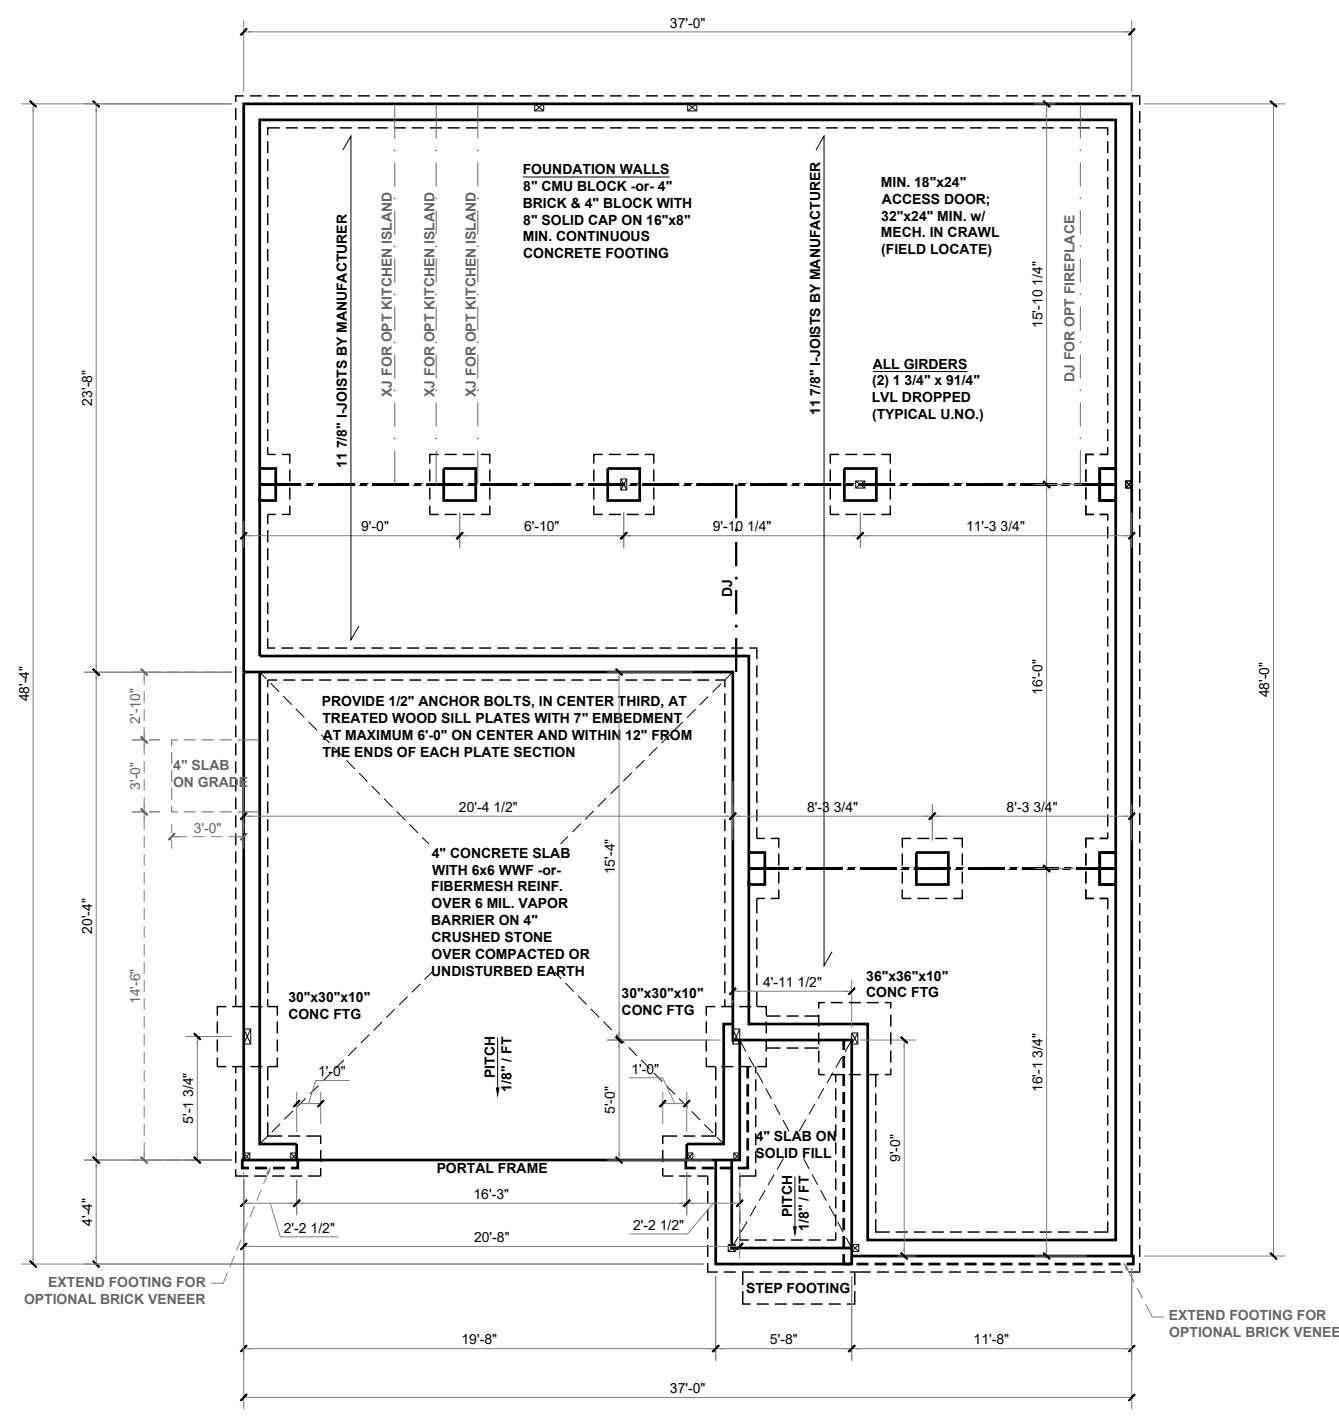 37'-0"
FOUNDATION WALLS
8" CMU BLOCK -or- 4"
BRICK & 4" BLOCK WITH
8" SOLID CAP ON 16"x8"
MIN. CONTINUOUS
CONCRETE FOOTING
MIN. 18"x24"
ACCESS DOOR;
32"x24" MIN. w/
MECH. IN CRAWL
(FIELD LOCATE)
11 7/8" I-JOISTS BY MANUFACTURER
XJ FOR OPT KITCHEN ISLAND
XJ FOR OPT KITCHEN ISLAND
XJ FOR OPT KITCHEN ISLAND
11 7/8" I-JOISTS BY MANUFACTURER
15'-10 1/4"
DJ FOR OPT FIREPLACE
ALL GIRDERS
(2) 1 3/4" x 91/4"
LVL DROPPED
(TYPICAL U.NO.)
23'-8"
9'-0"
6'-10"
9'-10 1/4"
11'-3 3/4"
DJ
48'-4"
16'-0"
48'-0"
2'-10"
PROVIDE 1/2" ANCHOR BOLTS, IN CENTER THIRD, AT
TREATED WOOD SILL PLATES WITH 7" EMBEDMENT
AT MAXIMUM 6'-0" ON CENTER AND WITHIN 12" FROM
THE ENDS OF EACH PLATE SECTION
3'-0"
4" SLAB
ON GRADE
3'-0"
20'-4 1/2"
8'-3 3/4"
8'-3 3/4"
15'-4"
4" CONCRETE SLAB
WITH 6x6 WWF -or-
FIBERMESH REINF.
OVER 6 MIL. VAPOR
BARRIER ON 4"
CRUSHED STONE
OVER COMPACTED OR
UNDISTURBED EARTH
20'-4"
14'-6"
30"x30"x10"
CONC FTG
30"x30"x10"
CONC FTG
4'-11 1/2"
36"x36"x10"
CONC FTG
5'-1 3/4"
1'-0"
PITCH
1/8" / FT
1'-0"
5'-0"
16'-1 3/4"
9'-0"
4" SLAB ON
SOLID FILL
PORTAL FRAME
PITCH
1/8" / FT
4'-4"
16'-3"
2'-2 1/2"
2'-2 1/2"
20'-8"
EXTEND FOOTING FOR
OPTIONAL BRICK VENEER
STEP FOOTING
EXTEND FOOTING FOR
OPTIONAL BRICK VENEE
19'-8"
5'-8"
11'-8"
37'-0"